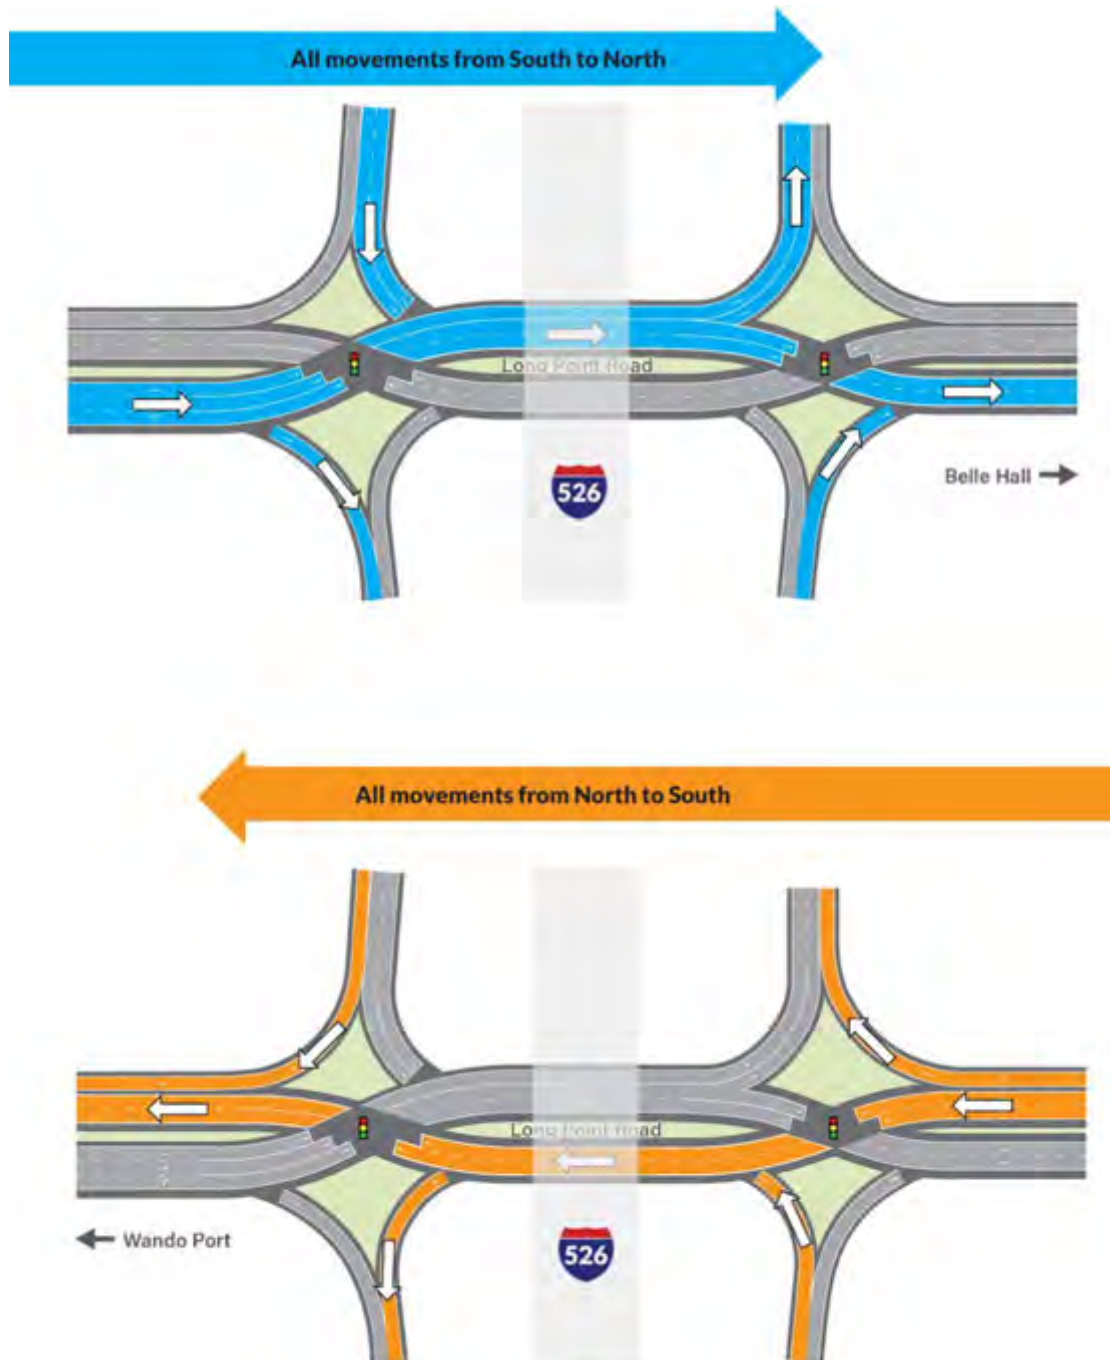 All movements from South to North
Long Point Road
526
Belle Hall
All movements from North to South
Long Point Road
Wando Port
526